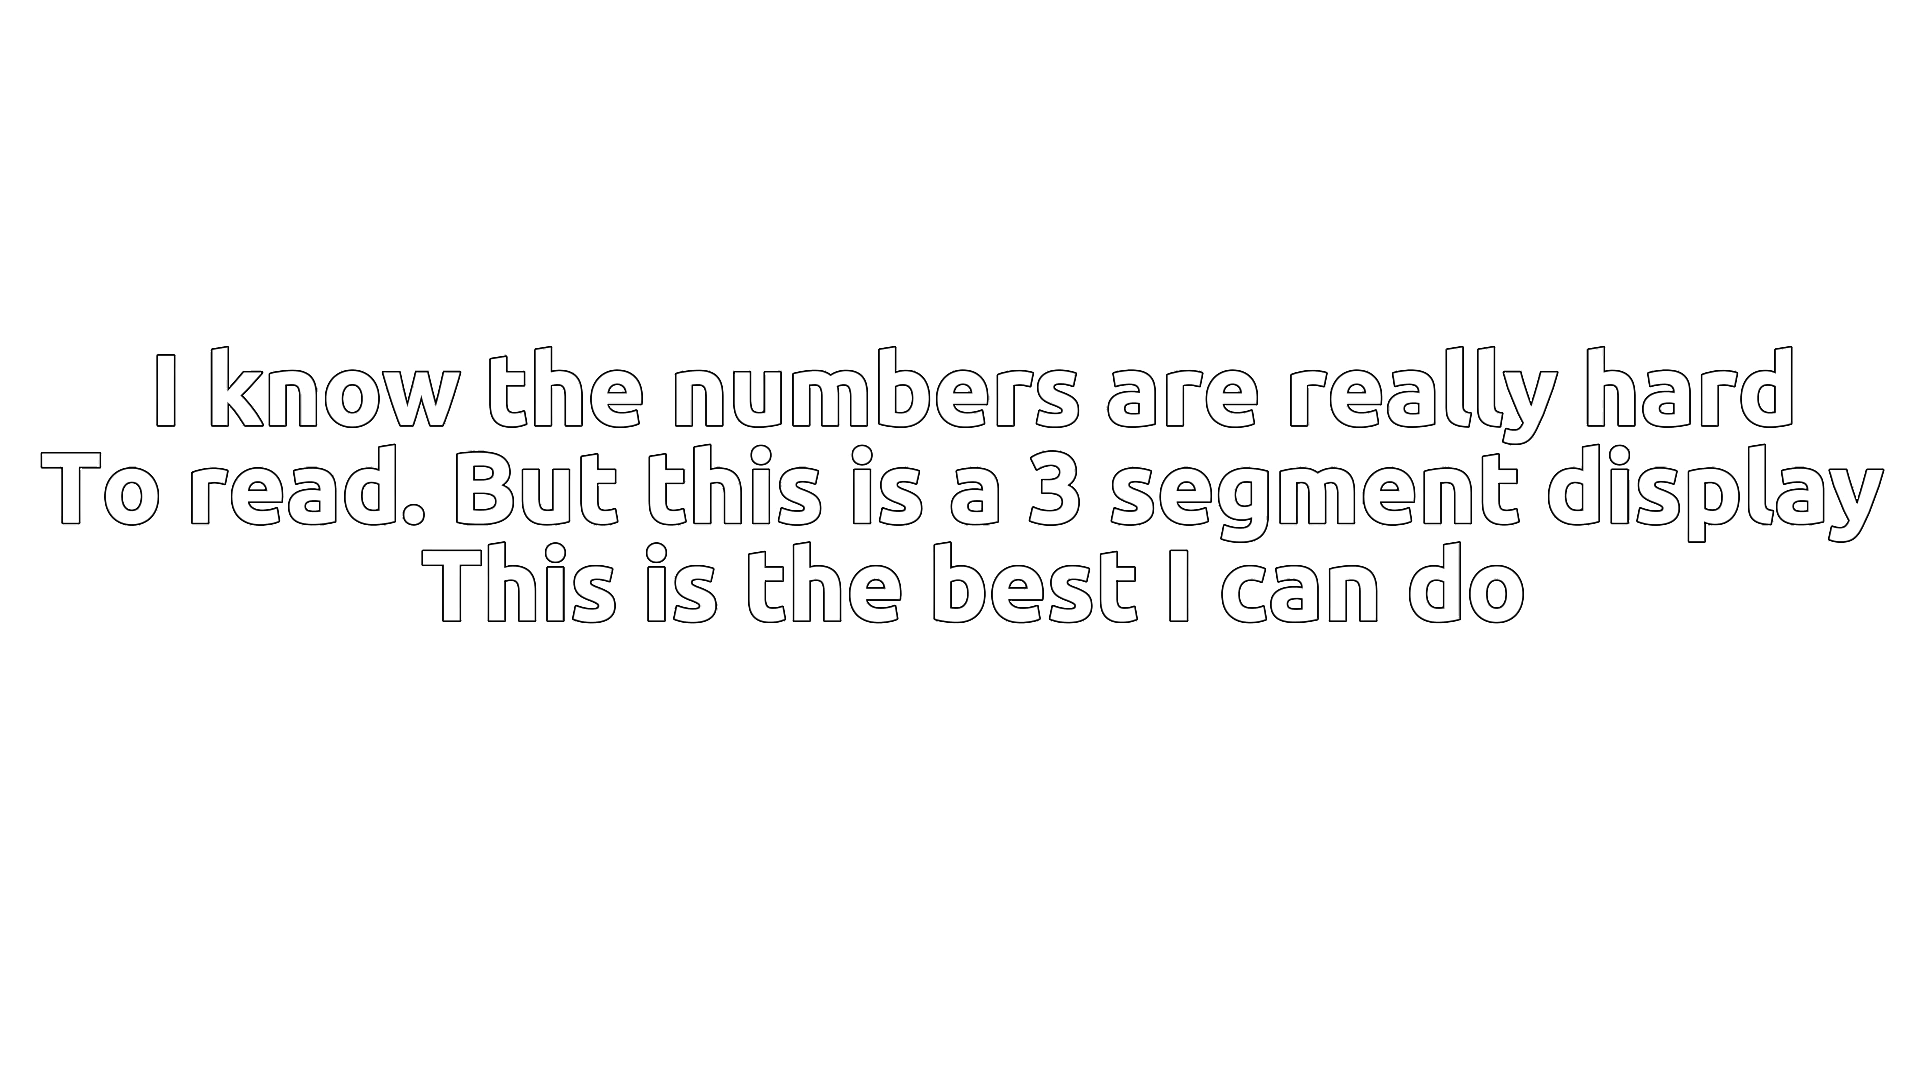 I know the numbers are really hard
To read. But this is a 3 segment display
This is the best I can do